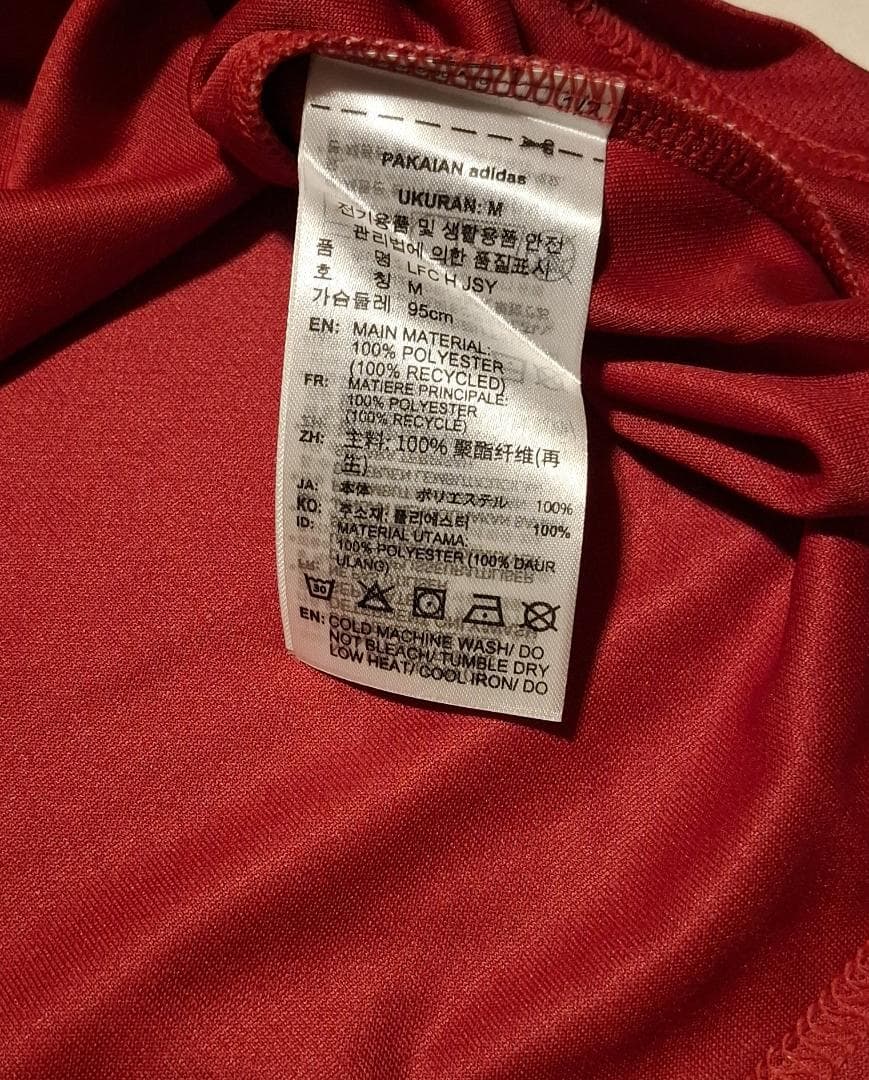 PAKAIAN adidas
UKURAN: M
전기용품 및 생활용품 안전
관리법에 의한 품질표시
품 명 LFC H JSY
호 칭 M
가슴둘레 95cm
EN: MAIN MATERIAL:
100% POLYESTER
(100% RECYCLED)
FR: MATIERE PRINCIPALE:
100% POLYESTER
(100% RECYCLÉ)
ZH: 主料: 100% 聚酯纤维(再
生)
JA: 本体 ポリエステル 100%
KO: 주소재: 폴리에스터 100%
ID: MATERIAL UTAMA:
100% POLYESTER (100% DAUR
ULANG)
30
EN: COLD MACHINE WASH/ DO
NOT BLEACH/ TUMBLE DRY
LOW HEAT/ COOL IRON/ DO